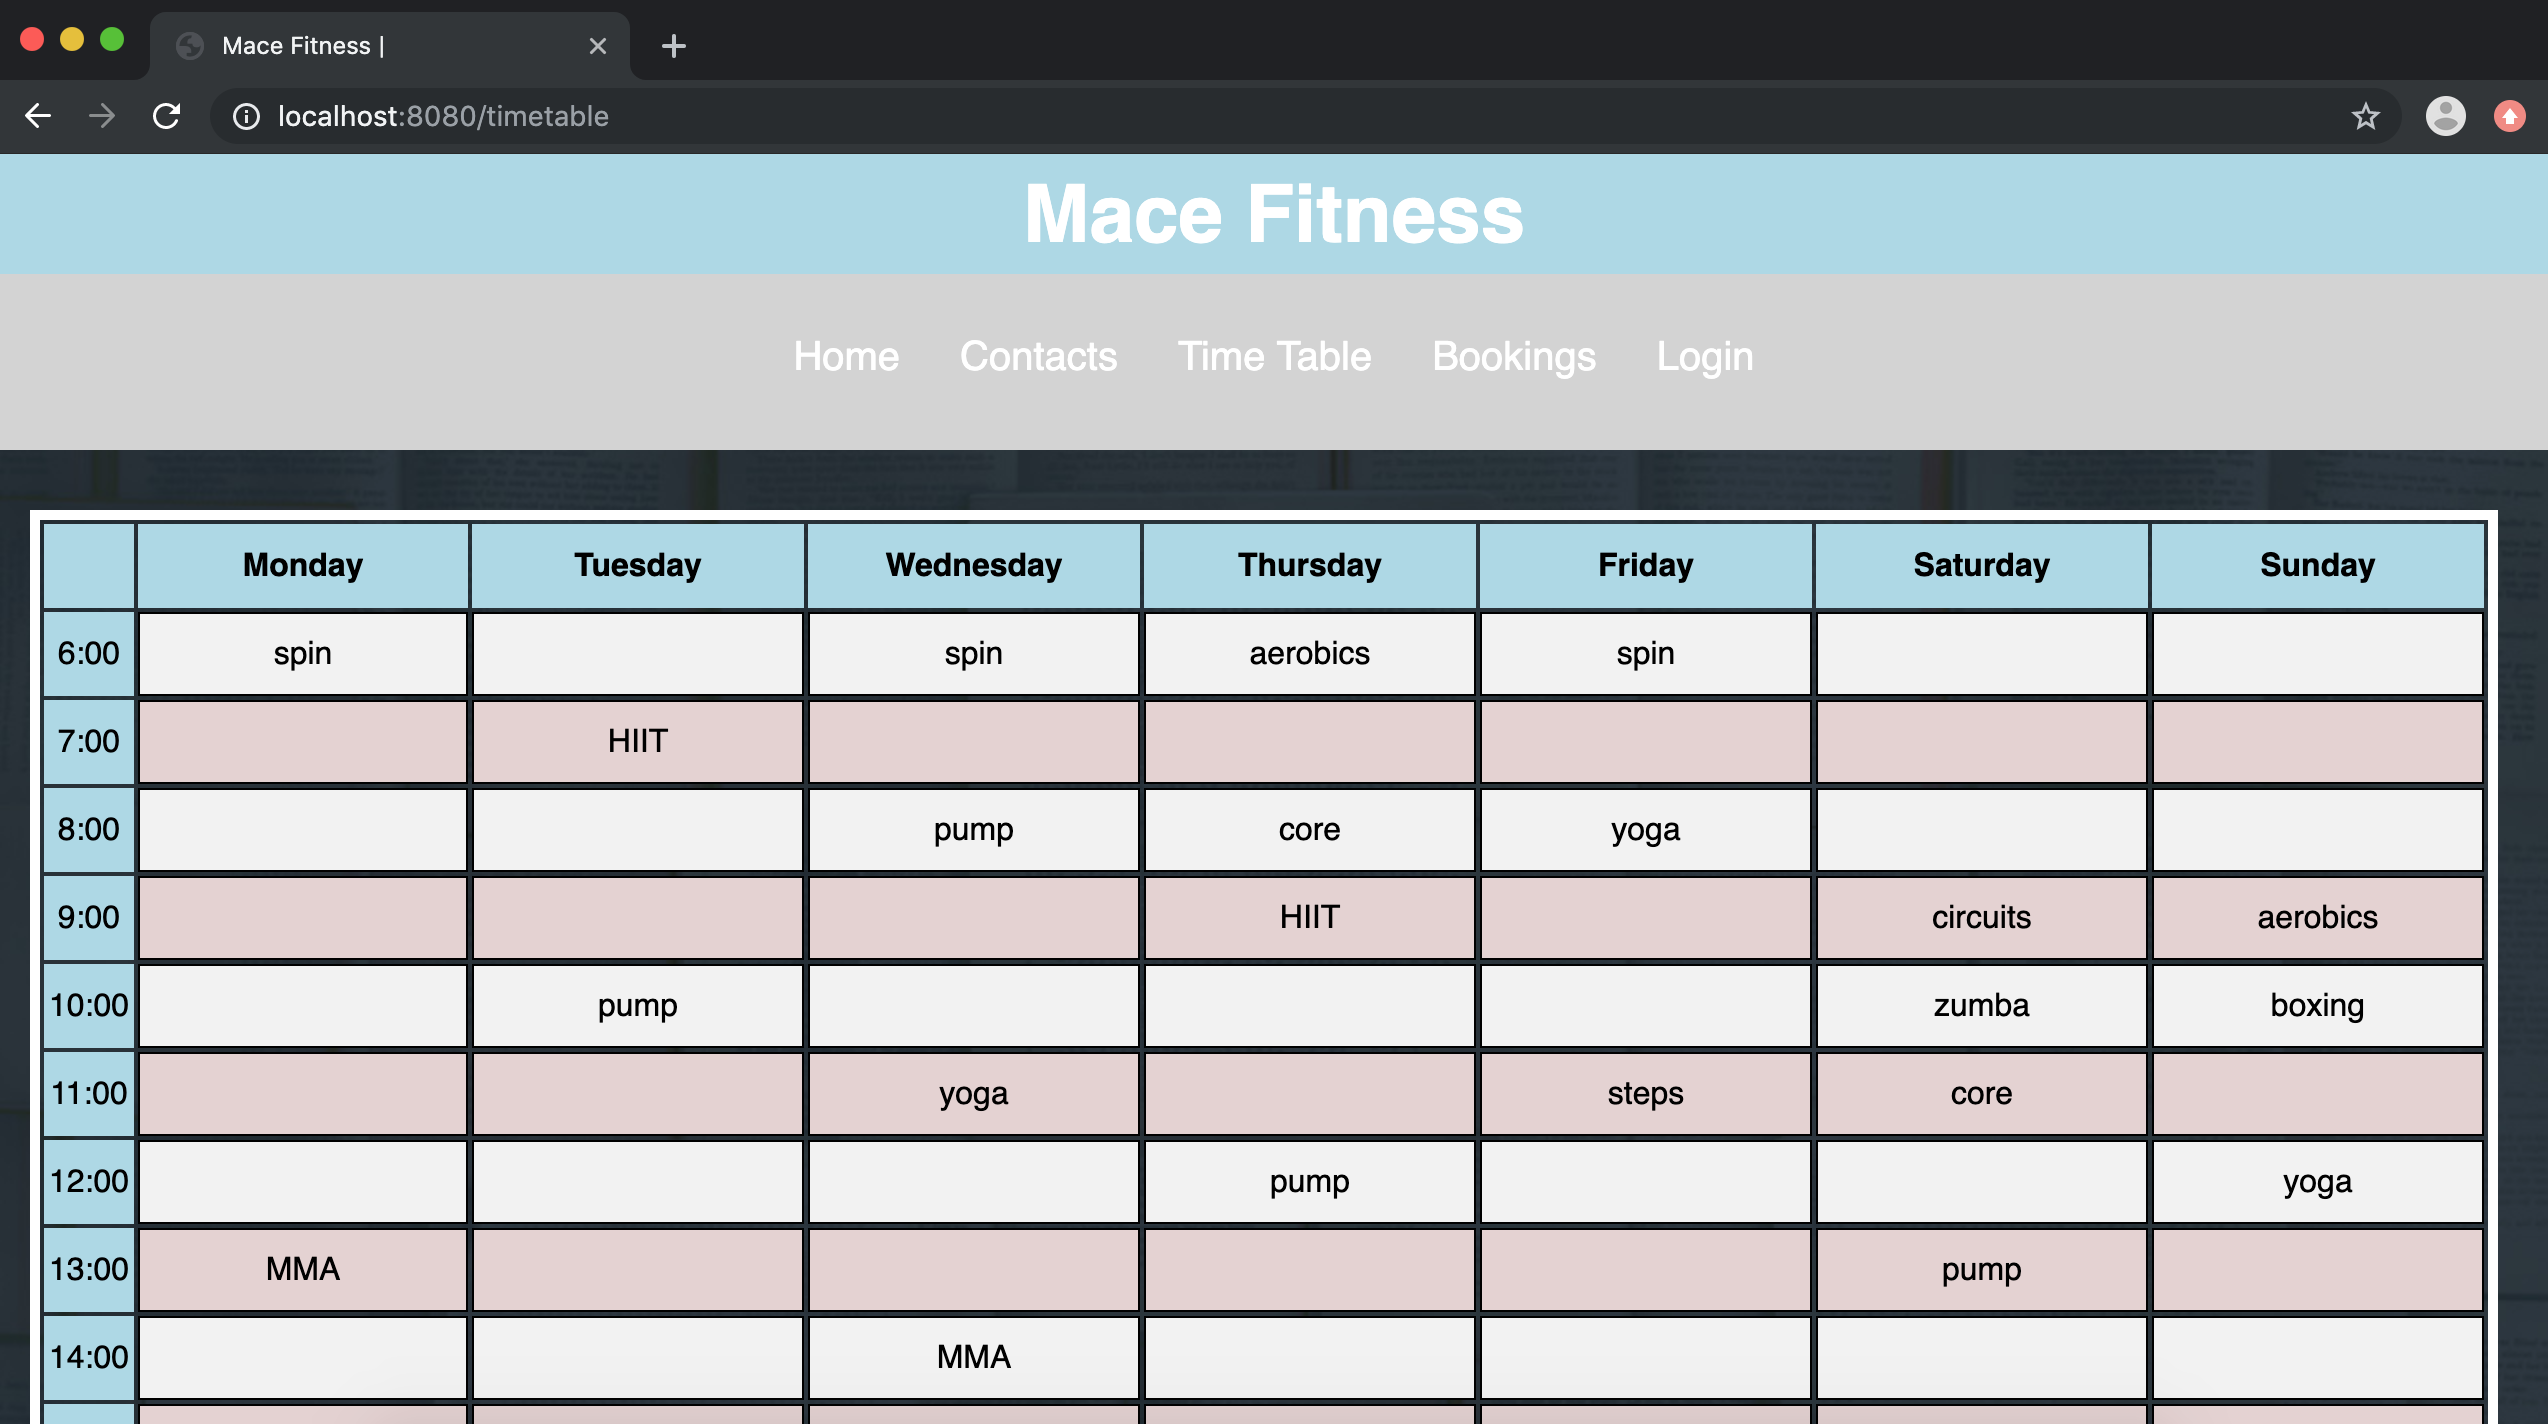 Mace Fitness |
localhost:8080/timetable
Mace Fitness
Home Contacts Time Table Bookings Login
Monday Tuesday Wednesday Thursday Friday Saturday Sunday
6:00 spin spin aerobics spin
7:00 HIIT
8:00 pump core yoga
9:00 HIIT circuits aerobics
10:00 pump zumba boxing
11:00 yoga steps core
12:00 pump yoga
13:00 MMA pump
14:00 MMA